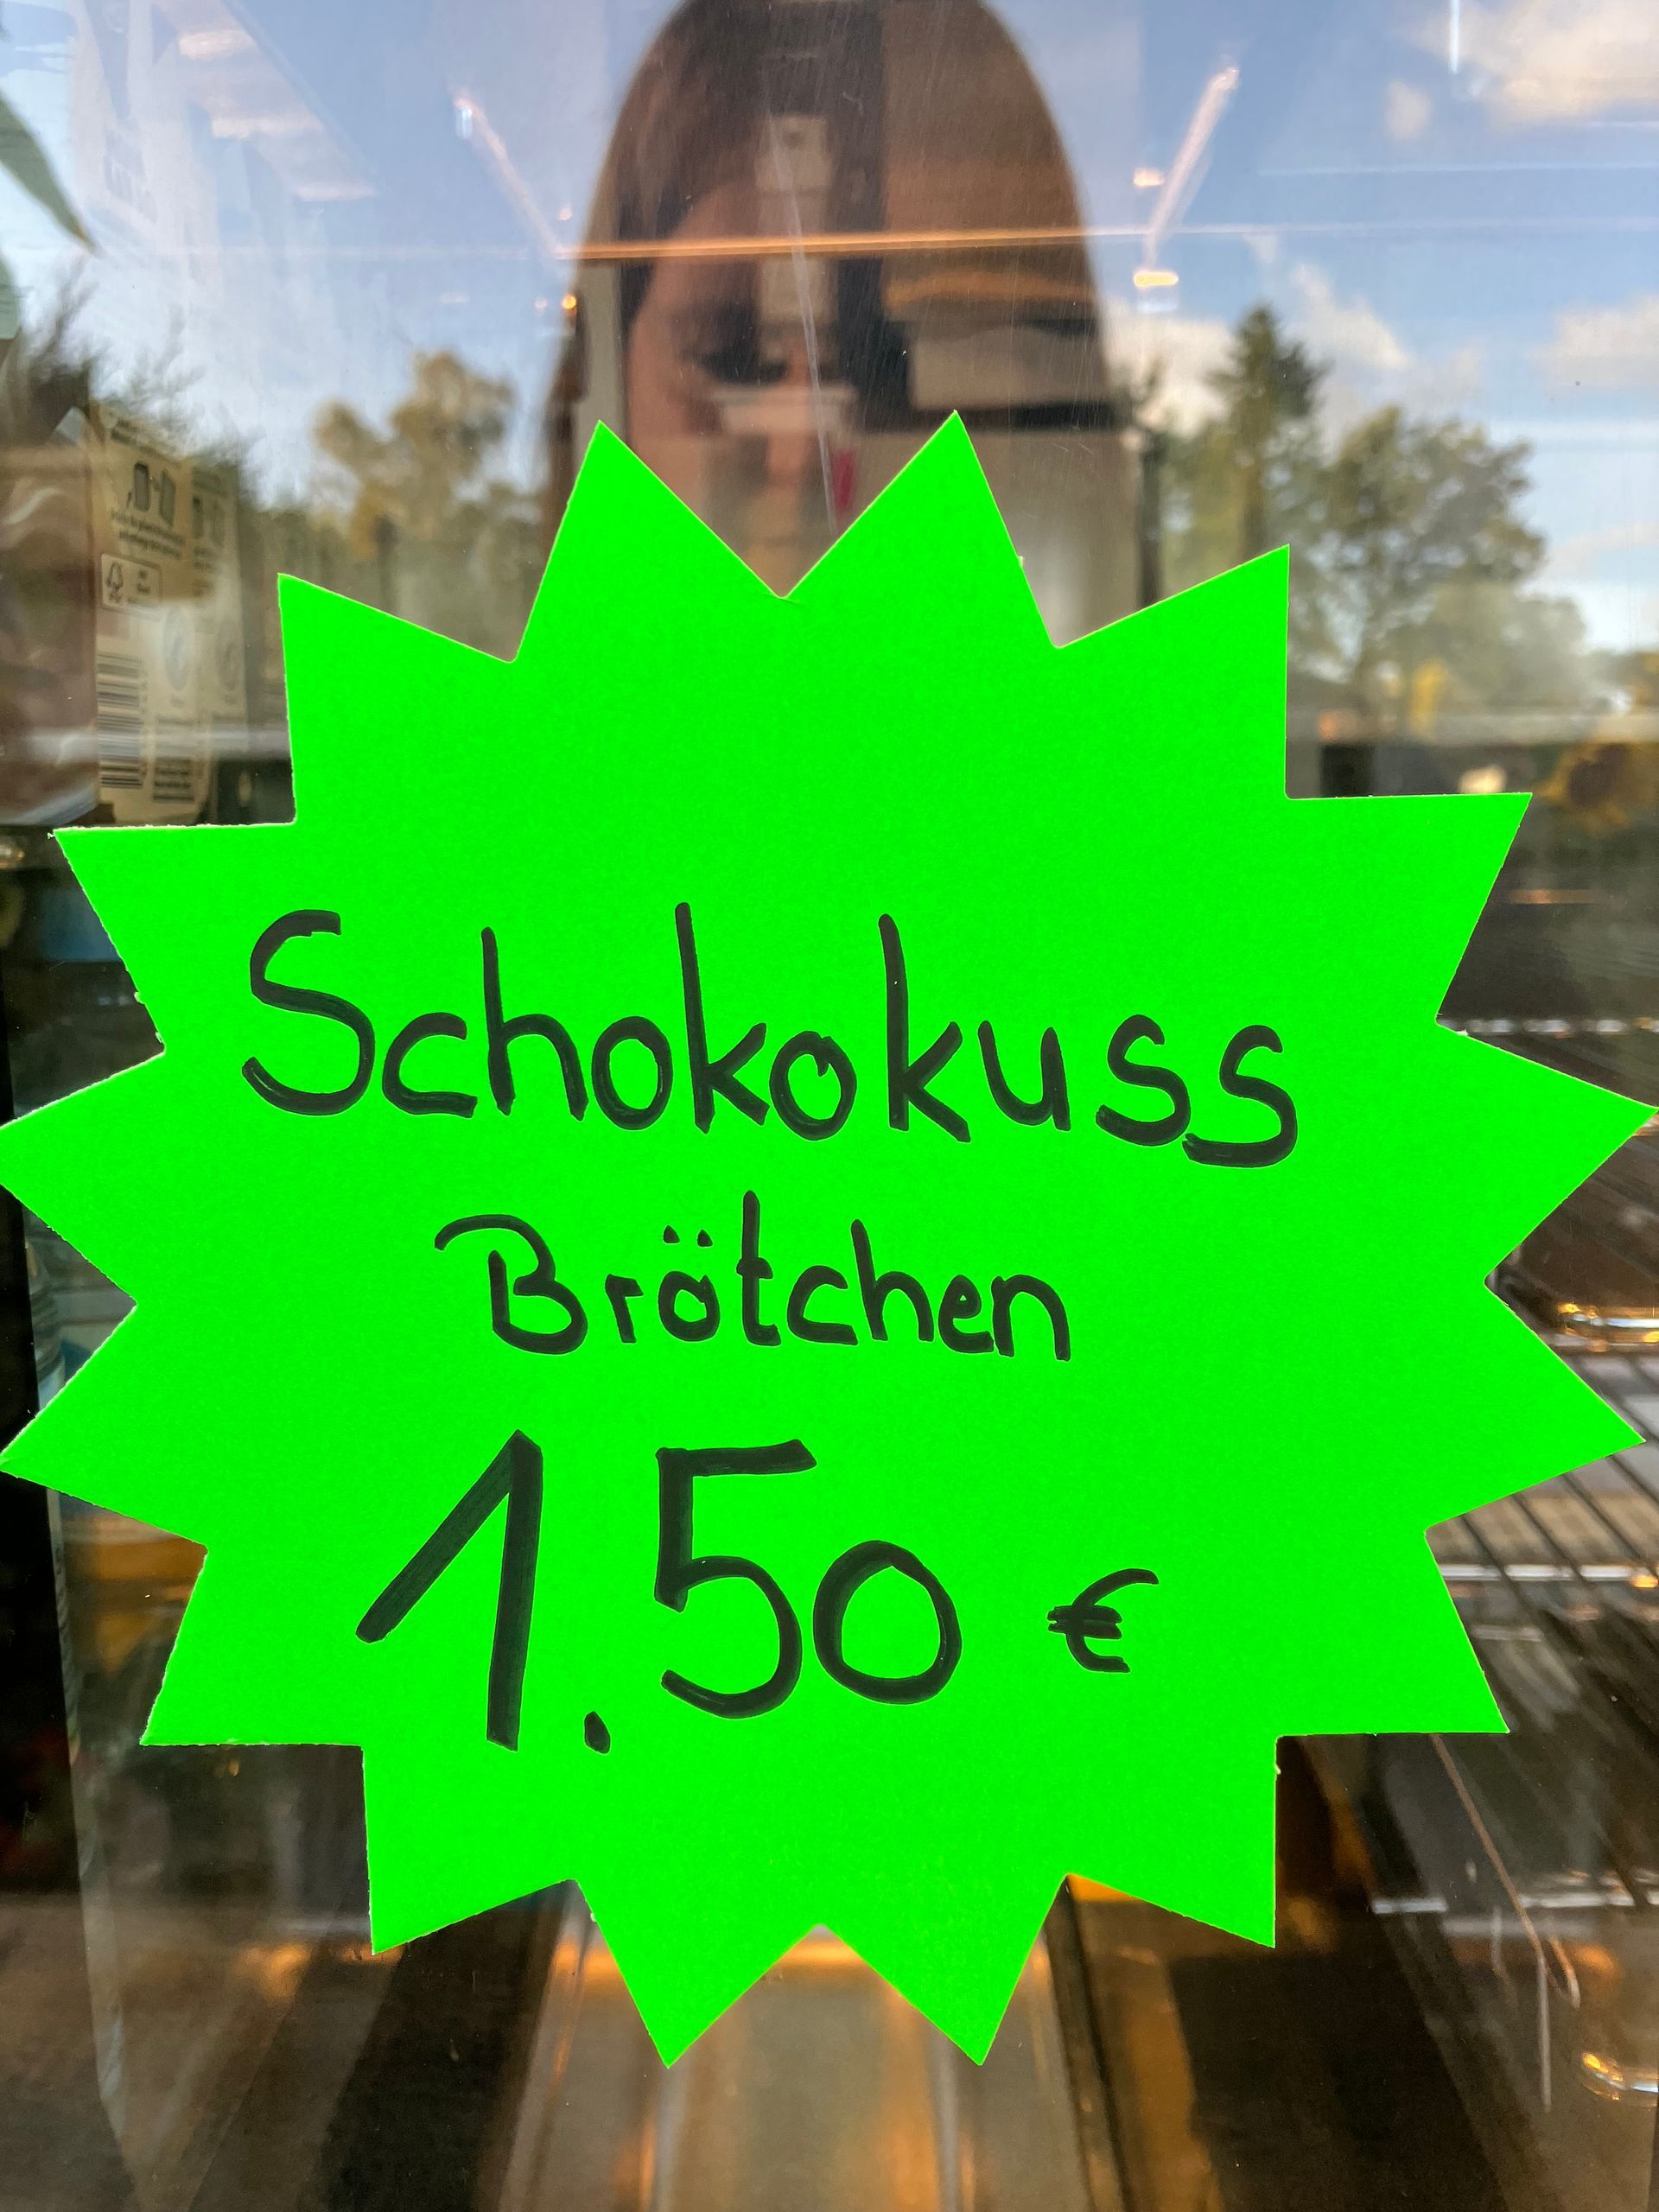 Schokokuss
Brötchen
1.50 €